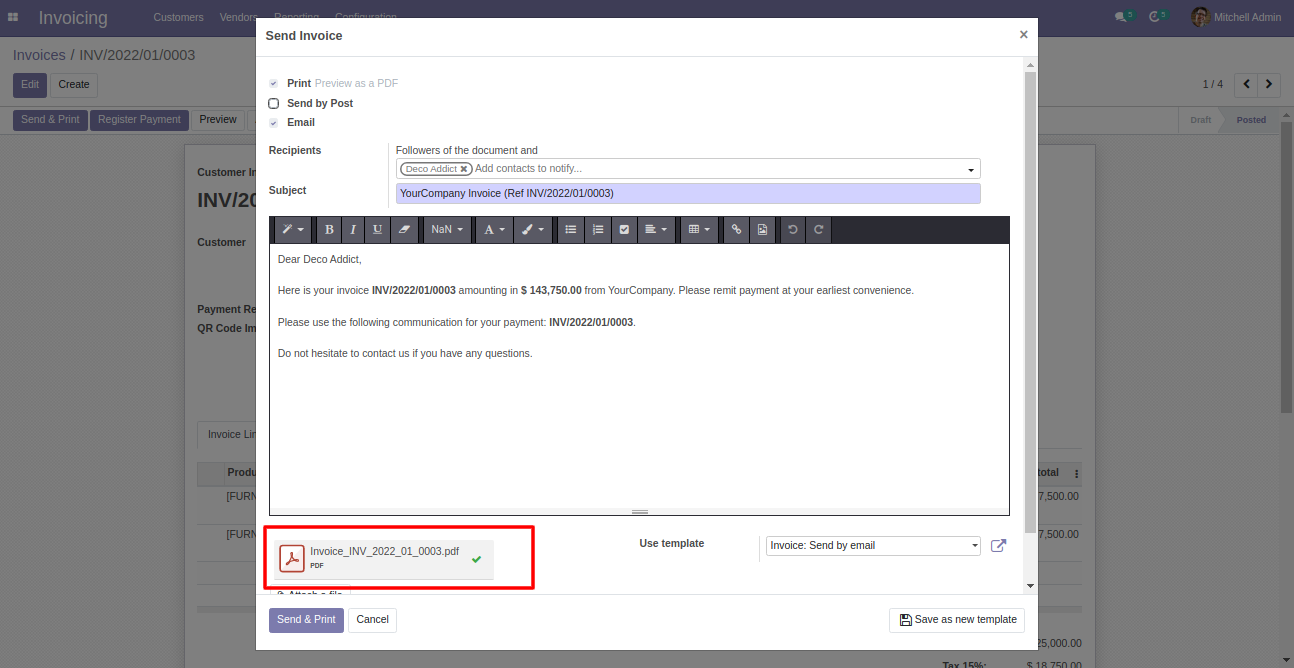 Invoicing Customers Vendors Reporting Configuration 5 5 Mitchell Admin
Invoices / INV/2022/01/0003
Edit Create 1 / 4
Send & Print Register Payment Preview Draft Posted
Send Invoice ×
Print Preview as a PDF
Send by Post
Email
Recipients Followers of the document and
Deco Addict Add contacts to notify...
Subject YourCompany Invoice (Ref INV/2022/01/0003)
B I U NaN A
Dear Deco Addict,
Here is your invoice INV/2022/01/0003 amounting in $ 143,750.00 from YourCompany. Please remit payment at your earliest convenience.
Please use the following communication for your payment: INV/2022/01/0003.
Do not hesitate to contact us if you have any questions.
Invoice_INV_2022_01_0003.pdf
PDF
Use template Invoice: Send by email
Attach a file
Send & Print Cancel Save as new template
Customer In
INV/20
Customer
Payment Re
QR Code Im
Invoice Lin
Produ total
[FURN 7,500.00
[FURN 7,500.00
25,000.00
Tax 15%: $ 18,750.00